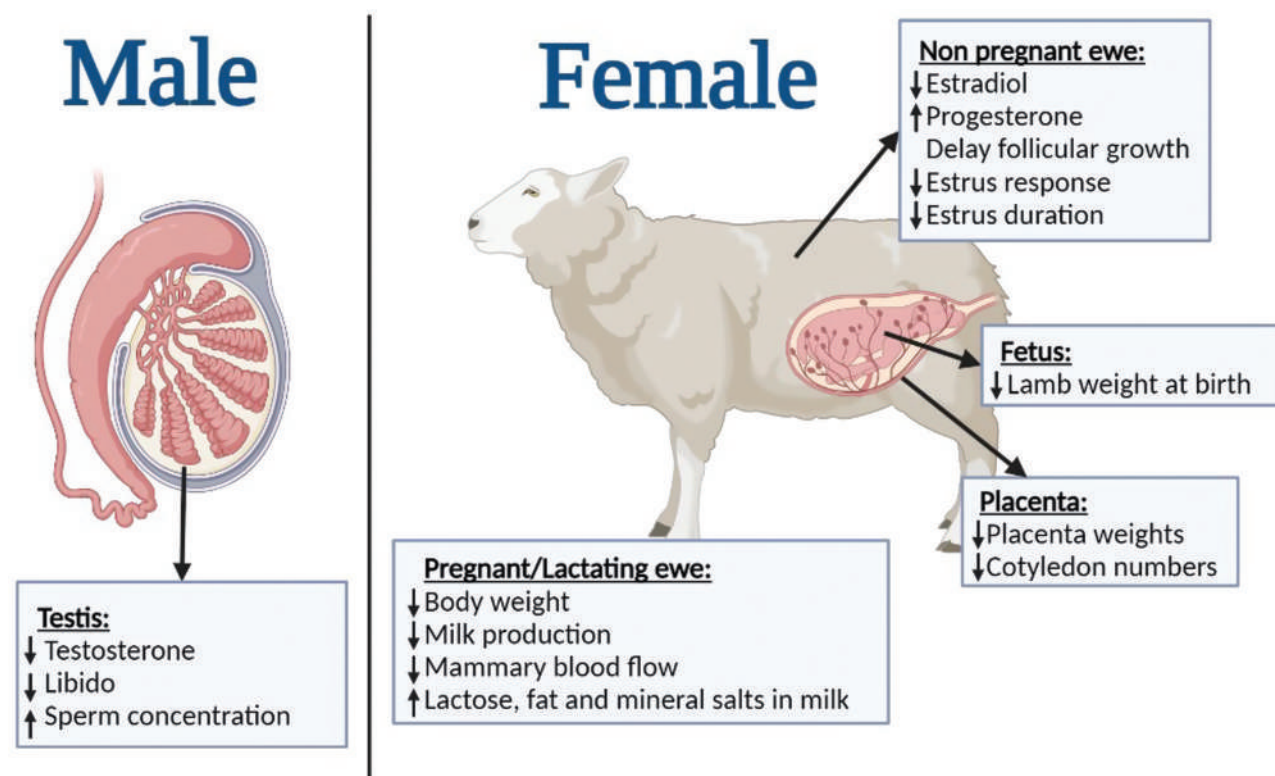 Male
Testis:
↓ Testosterone
↓ Libido
↑ Sperm concentration
Female
Non pregnant ewe:
↓ Estradiol
↑ Progesterone
Delay follicular growth
↓ Estrus response
↓ Estrus duration
Fetus:
↓ Lamb weight at birth
Placenta:
↓ Placenta weights
↓ Cotyledon numbers
Pregnant/Lactating ewe:
↓ Body weight
↓ Milk production
↓ Mammary blood flow
↑ Lactose, fat and mineral salts in milk